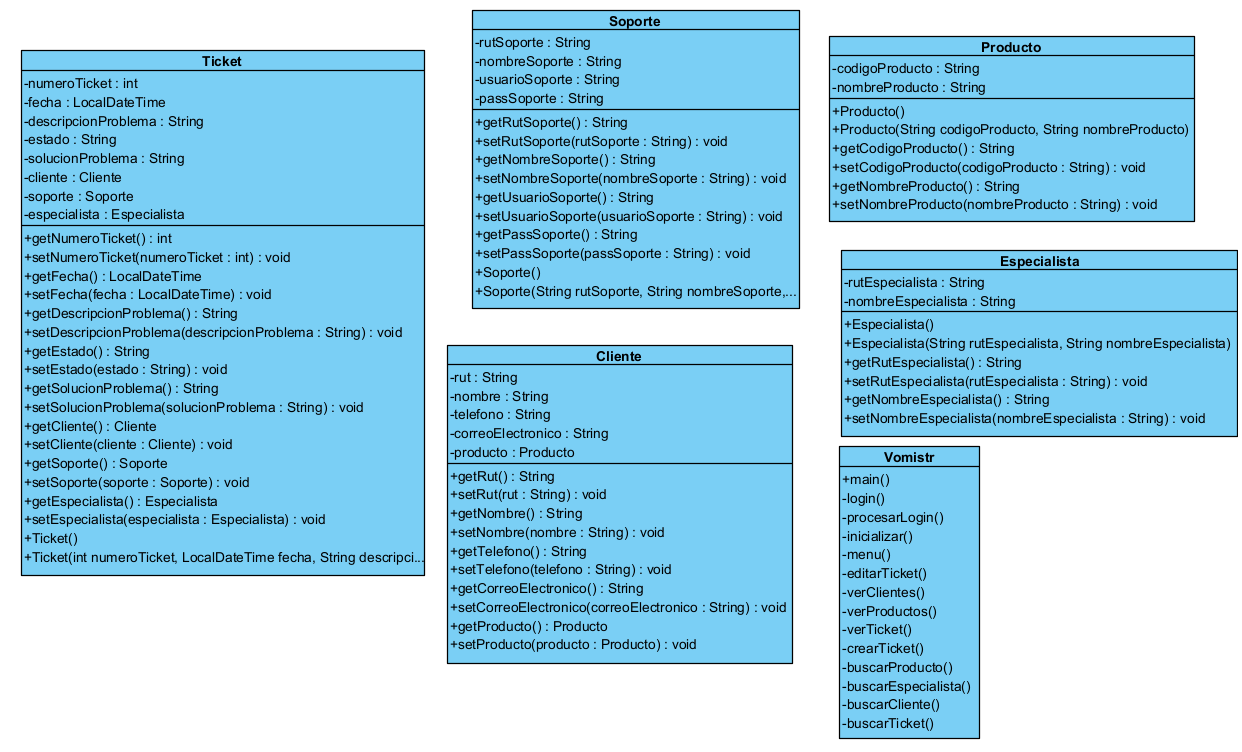 Ticket
-numeroTicket : int
-fecha : LocalDateTime
-descripcionProblema : String
-estado : String
-solucionProblema : String
-cliente : Cliente
-soporte : Soporte
-especialista : Especialista
+getNumeroTicket() : int
+setNumeroTicket(numeroTicket : int) : void
+getFecha() : LocalDateTime
+setFecha(fecha : LocalDateTime) : void
+getDescripcionProblema() : String
+setDescripcionProblema(descripcionProblema : String) : void
+getEstado() : String
+setEstado(estado : String) : void
+getSolucionProblema() : String
+setSolucionProblema(solucionProblema : String) : void
+getCliente() : Cliente
+setCliente(cliente : Cliente) : void
+getSoporte() : Soporte
+setSoporte(soporte : Soporte) : void
+getEspecialista() : Especialista
+setEspecialista(especialista : Especialista) : void
+Ticket()
+Ticket(int numeroTicket, LocalDateTime fecha, String descripci...
Soporte
-rutSoporte : String
-nombreSoporte : String
-usuarioSoporte : String
-passSoporte : String
+getRutSoporte() : String
+setRutSoporte(rutSoporte : String) : void
+getNombreSoporte() : String
+setNombreSoporte(nombreSoporte : String) : void
+getUsuarioSoporte() : String
+setUsuarioSoporte(usuarioSoporte : String) : void
+getPassSoporte() : String
+setPassSoporte(passSoporte : String) : void
+Soporte()
+Soporte(String rutSoporte, String nombreSoporte,...
Cliente
-rut : String
-nombre : String
-telefono : String
-correoElectronico : String
-producto : Producto
+getRut() : String
+setRut(rut : String) : void
+getNombre() : String
+setNombre(nombre : String) : void
+getTelefono() : String
+setTelefono(telefono : String) : void
+getCorreoElectronico() : String
+setCorreoElectronico(correoElectronico : String) : void
+getProducto() : Producto
+setProducto(producto : Producto) : void
Producto
-codigoProducto : String
-nombreProducto : String
+Producto()
+Producto(String codigoProducto, String nombreProducto)
+getCodigoProducto() : String
+setCodigoProducto(codigoProducto : String) : void
+getNombreProducto() : String
+setNombreProducto(nombreProducto : String) : void
Especialista
-rutEspecialista : String
-nombreEspecialista : String
+Especialista()
+Especialista(String rutEspecialista, String nombreEspecialista)
+getRutEspecialista() : String
+setRutEspecialista(rutEspecialista : String) : void
+getNombreEspecialista() : String
+setNombreEspecialista(nombreEspecialista : String) : void
Vomistr
+main()
-login()
-procesarLogin()
-inicializar()
-menu()
-editarTicket()
-verClientes()
-verProductos()
-verTicket()
-crearTicket()
-buscarProducto()
-buscarEspecialista()
-buscarCliente()
-buscarTicket()